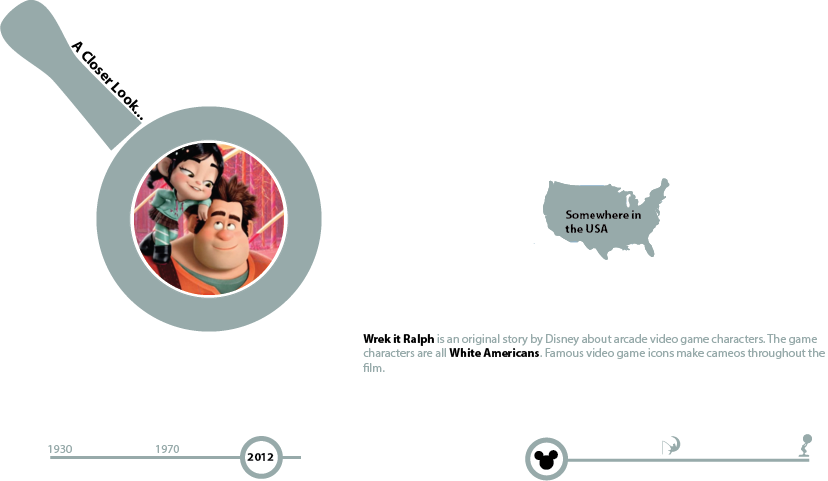 A Closer Look...
Somewhere in
the USA
Wrek it Ralph is an original story by Disney about arcade video game characters. The game
characters are all White Americans. Famous video game icons make cameos throughout the
film.
1930 1970 2012